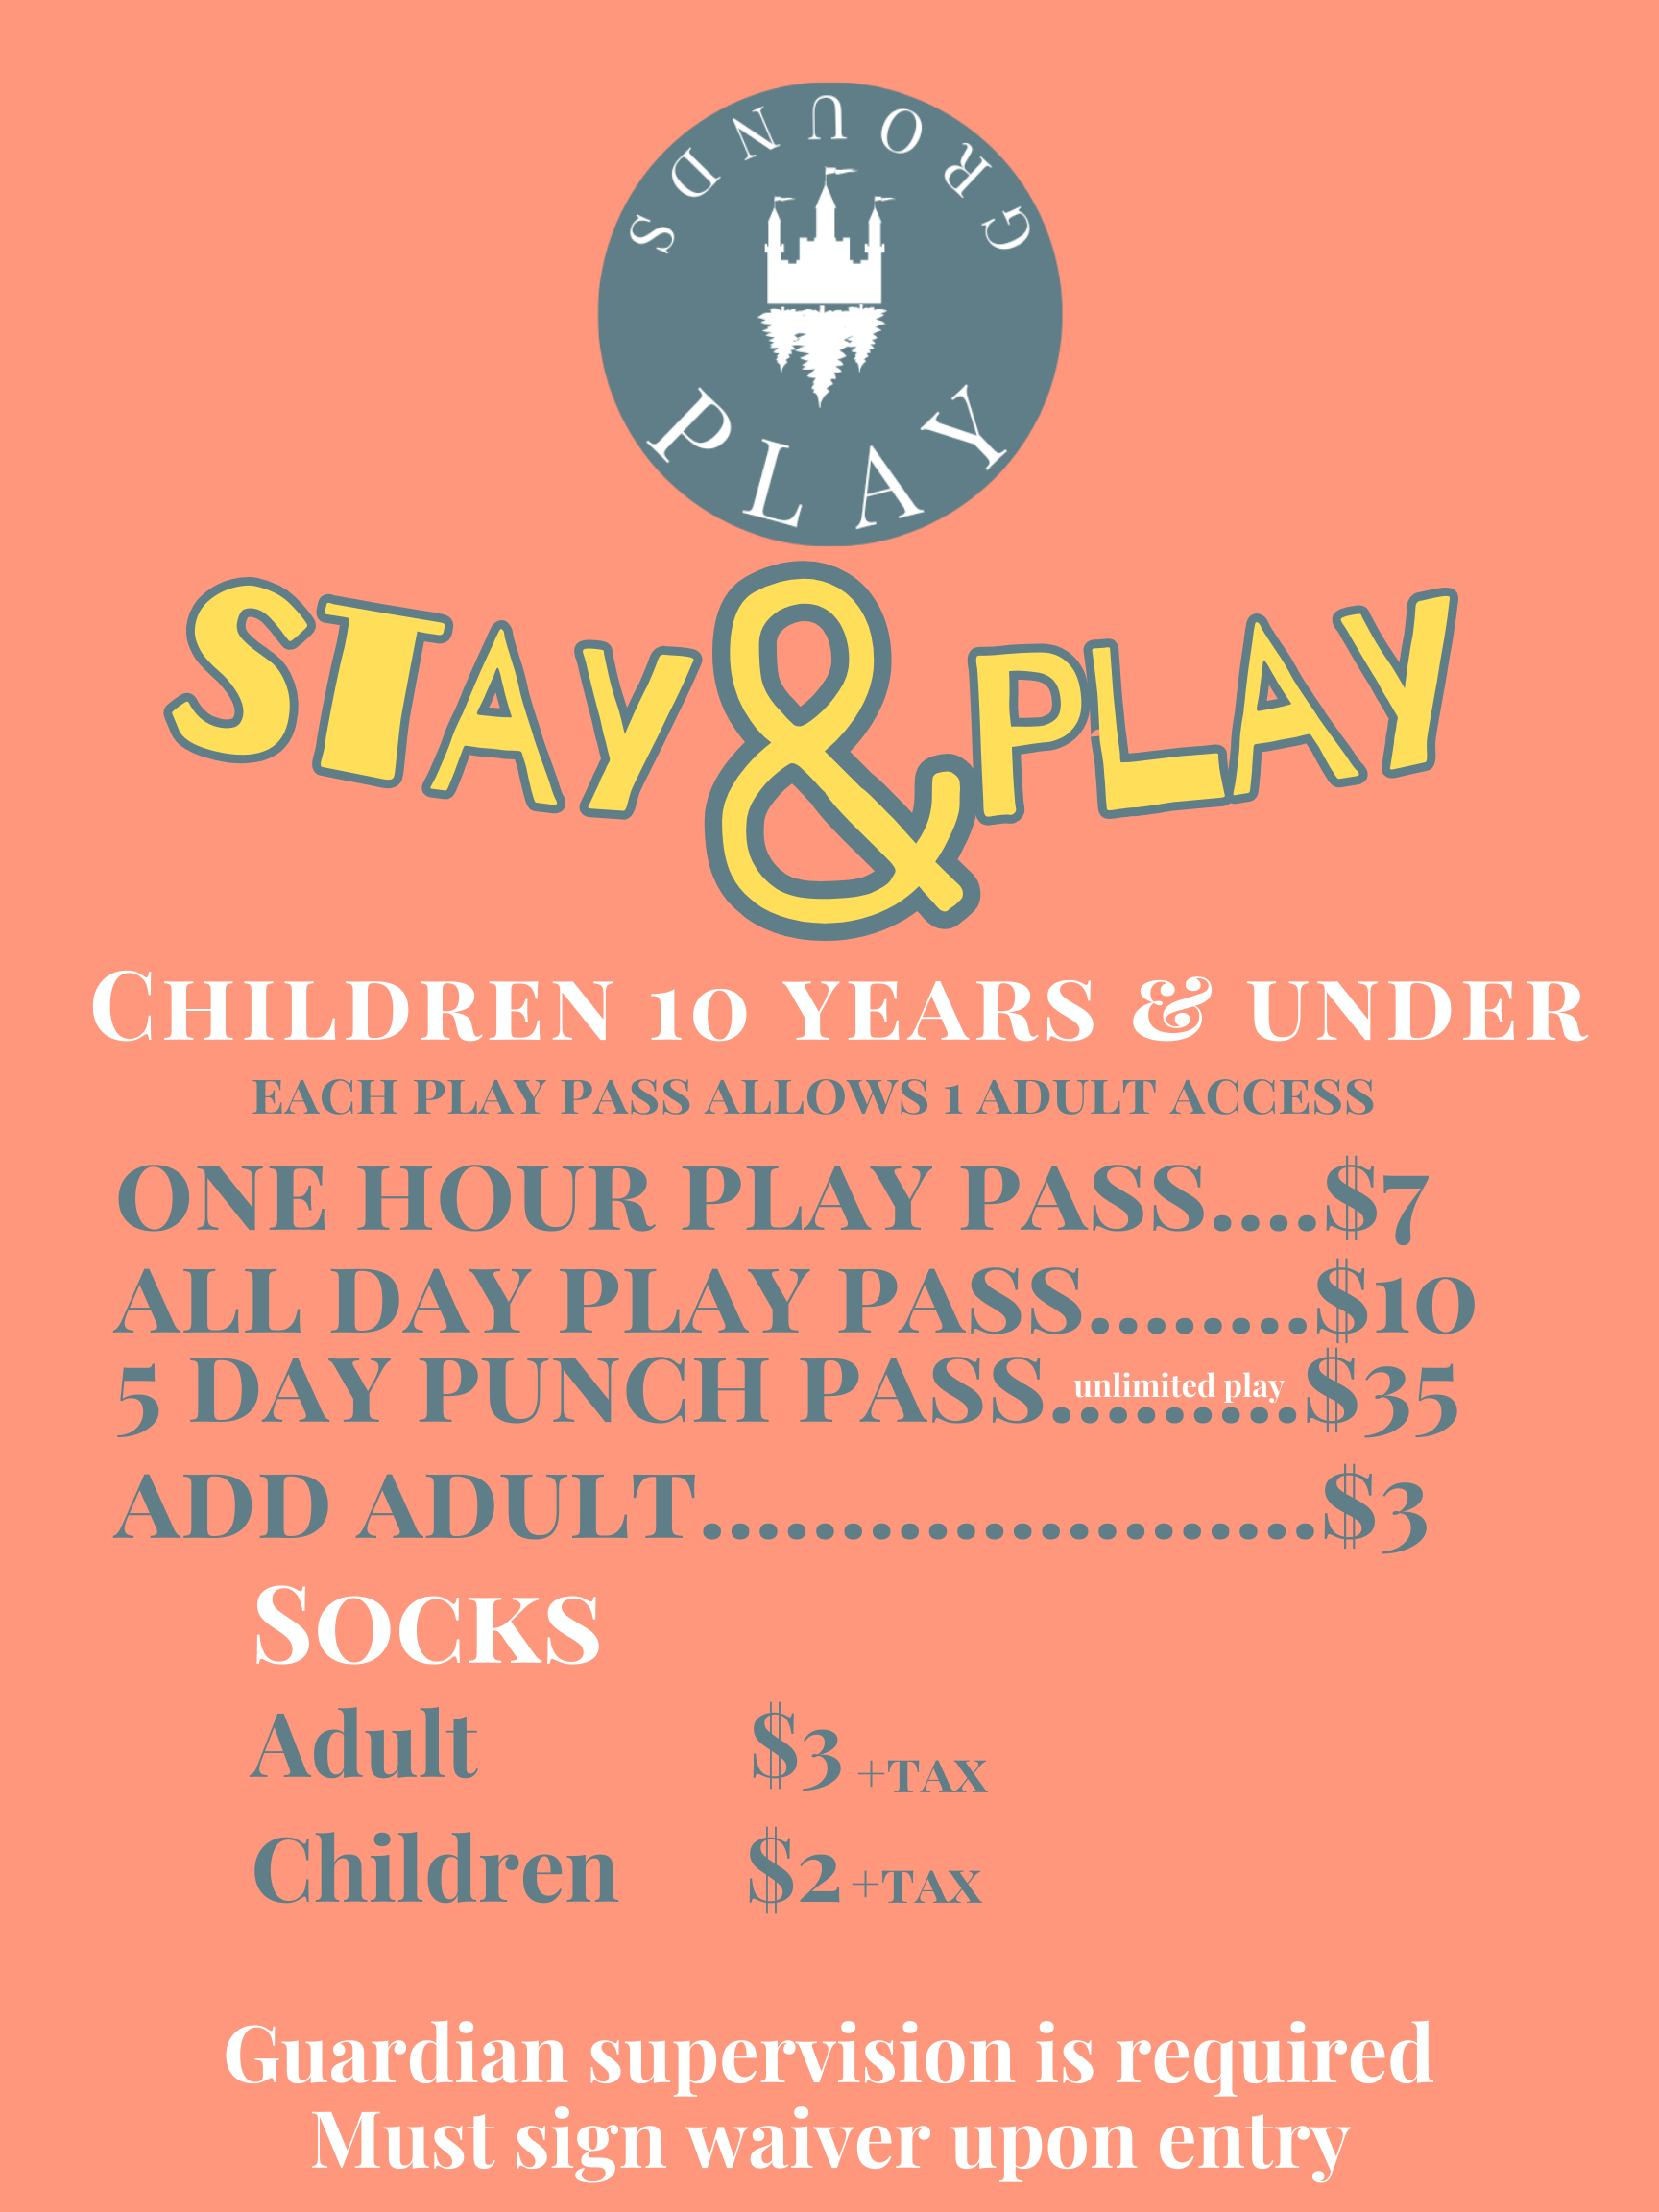 GROUNDS
PLAY
STAY & PLAY
CHILDREN 10 YEARS & UNDER
EACH PLAY PASS ALLOWS 1 ADULT ACCESS
ONE HOUR PLAY PASS....$7
ALL DAY PLAY PASS........$10
5 DAY PUNCH PASS......... unlimited play $35
ADD ADULT......................$3
SOCKS
Adult $3 +TAX
Children $2 +TAX
Guardian supervision is required
Must sign waiver upon entry